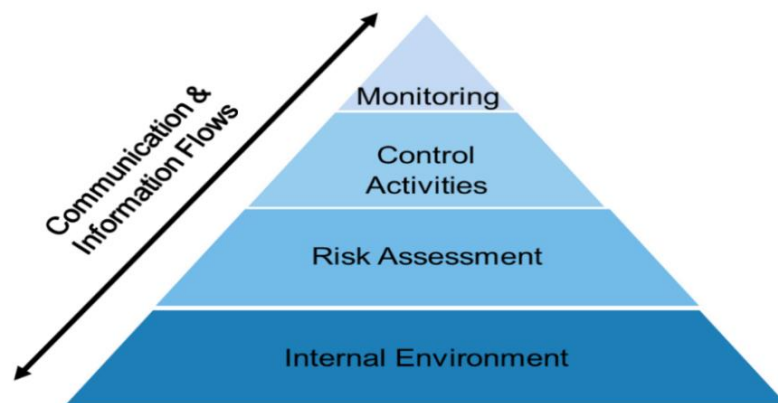 Communication &
Information Flows
Monitoring
Control
Activities
Risk Assessment
Internal Environment